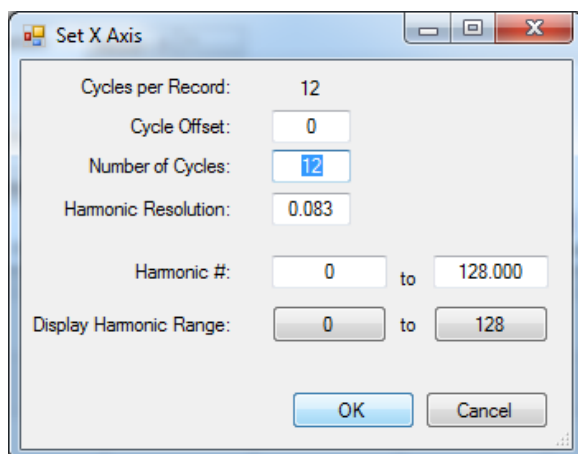 Set X Axis
Cycles per Record: 12
Cycle Offset: 0
Number of Cycles: 12
Harmonic Resolution: 0.083
Harmonic #: 0 to 128.000
Display Harmonic Range: 0 to 128
OK Cancel